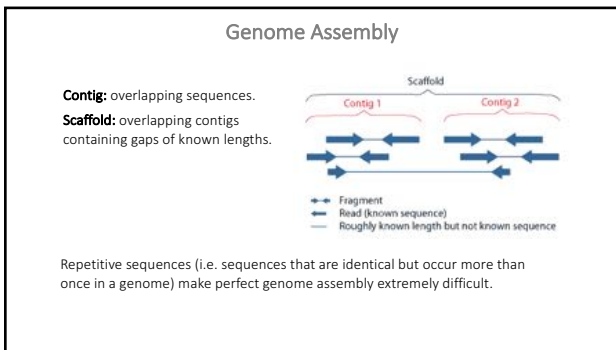 Genome Assembly
Contig: overlapping sequences.
Scaffold: overlapping contigs
containing gaps of known lengths.
Scaffold
Contig 1
Contig 2
Fragment
Read (known sequence)
Roughly known length but not known sequence
Repetitive sequences (i.e. sequences that are identical but occur more than
once in a genome) make perfect genome assembly extremely difficult.